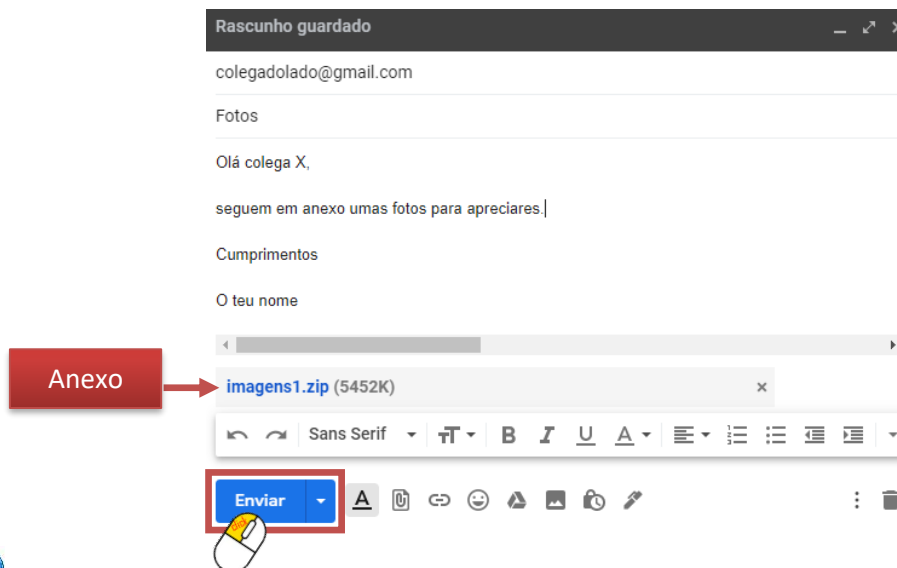 Rascunho guardado
colegadolado@gmail.com
Fotos
Olá colega X,
seguem em anexo umas fotos para apreciares.
Cumprimentos
O teu nome
Anexo
imagens1.zip (5452K)
Sans Serif
B I U A
Enviar A
click